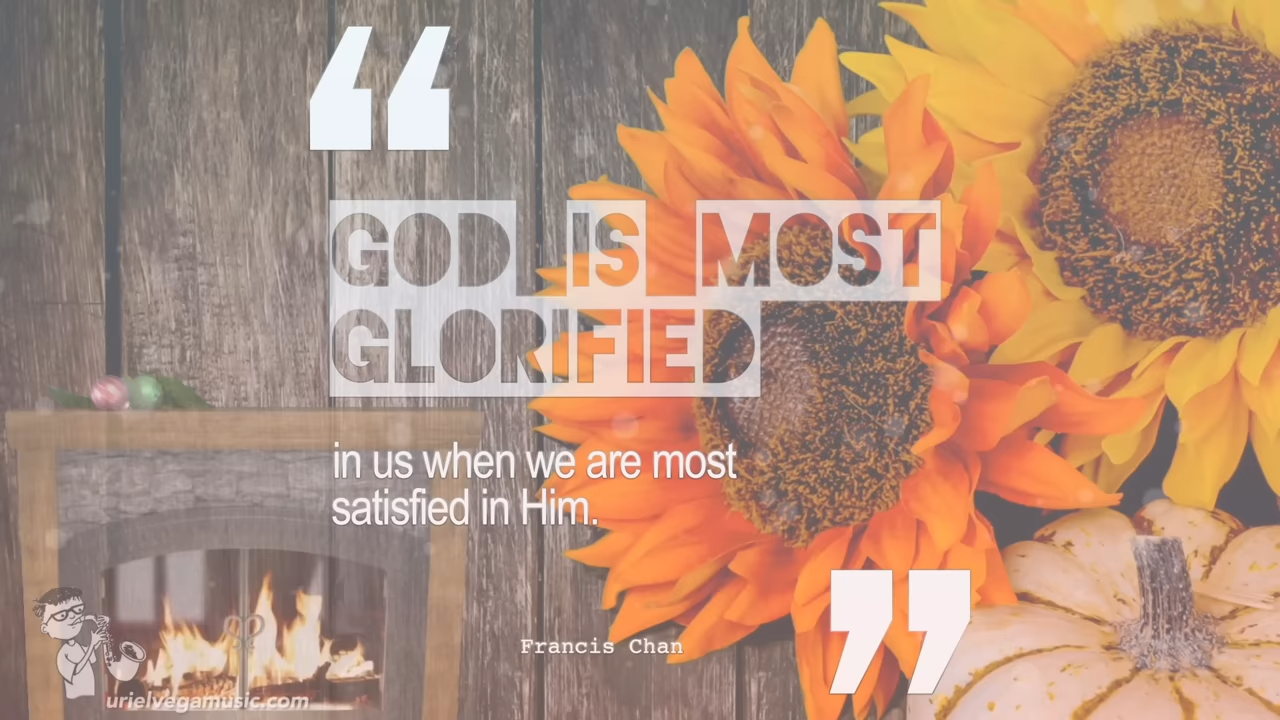 “
GOD IS MOST
GLORIFIED
in us when we are most
satisfied in Him.
”
Francis Chan
urielvegamusic.com